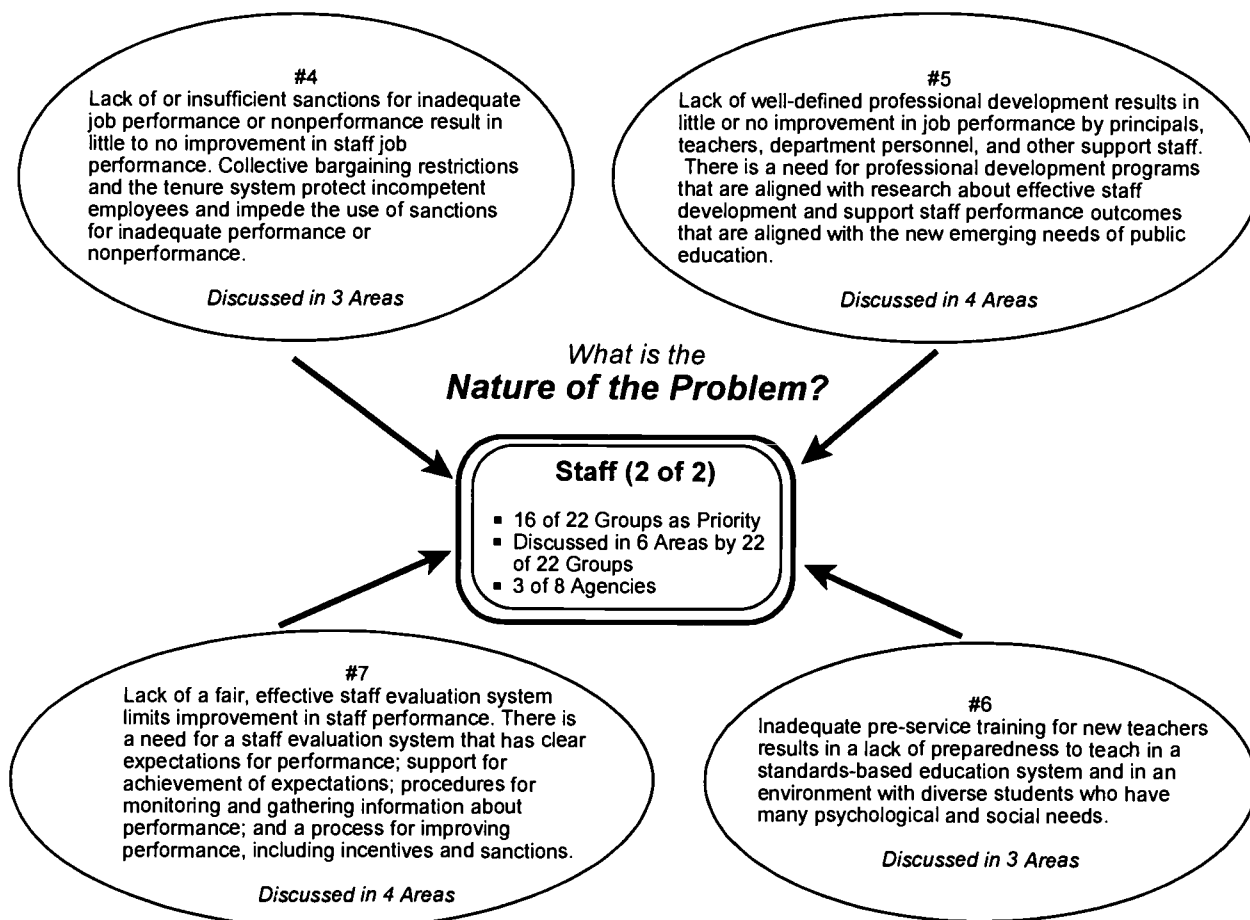 #4
Lack of or insufficient sanctions for inadequate
job performance or nonperformance result in
little to no improvement in staff job
performance. Collective bargaining restrictions
and the tenure system protect incompetent
employees and impede the use of sanctions
for inadequate performance or
nonperformance.
Discussed in 3 Areas
#5
Lack of well-defined professional development results in
little or no improvement in job performance by principals,
teachers, department personnel, and other support staff.
There is a need for professional development programs
that are aligned with research about effective staff
development and support staff performance outcomes
that are aligned with the new emerging needs of public
education.
Discussed in 4 Areas
What is the
Nature of the Problem?
Staff (2 of 2)
▪ 16 of 22 Groups as Priority
▪ Discussed in 6 Areas by 22
of 22 Groups
▪ 3 of 8 Agencies
#7
Lack of a fair, effective staff evaluation system
limits improvement in staff performance. There is
a need for a staff evaluation system that has clear
expectations for performance; support for
achievement of expectations; procedures for
monitoring and gathering information about
performance; and a process for improving
performance, including incentives and sanctions.
Discussed in 4 Areas
#6
Inadequate pre-service training for new teachers
results in a lack of preparedness to teach in a
standards-based education system and in an
environment with diverse students who have
many psychological and social needs.
Discussed in 3 Areas